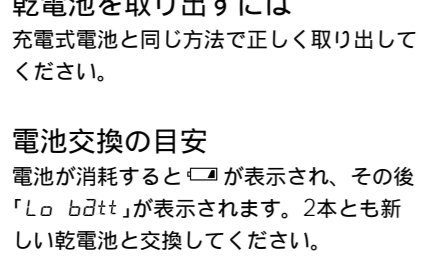 乾電池を取り出すには
充電式電池と同じ方法で正しく取り出して
ください。
電池交換の目安
電池が消耗すると が表示され、その後
「Lo batt」が表示されます。2本とも新
しい乾電池と交換してください。